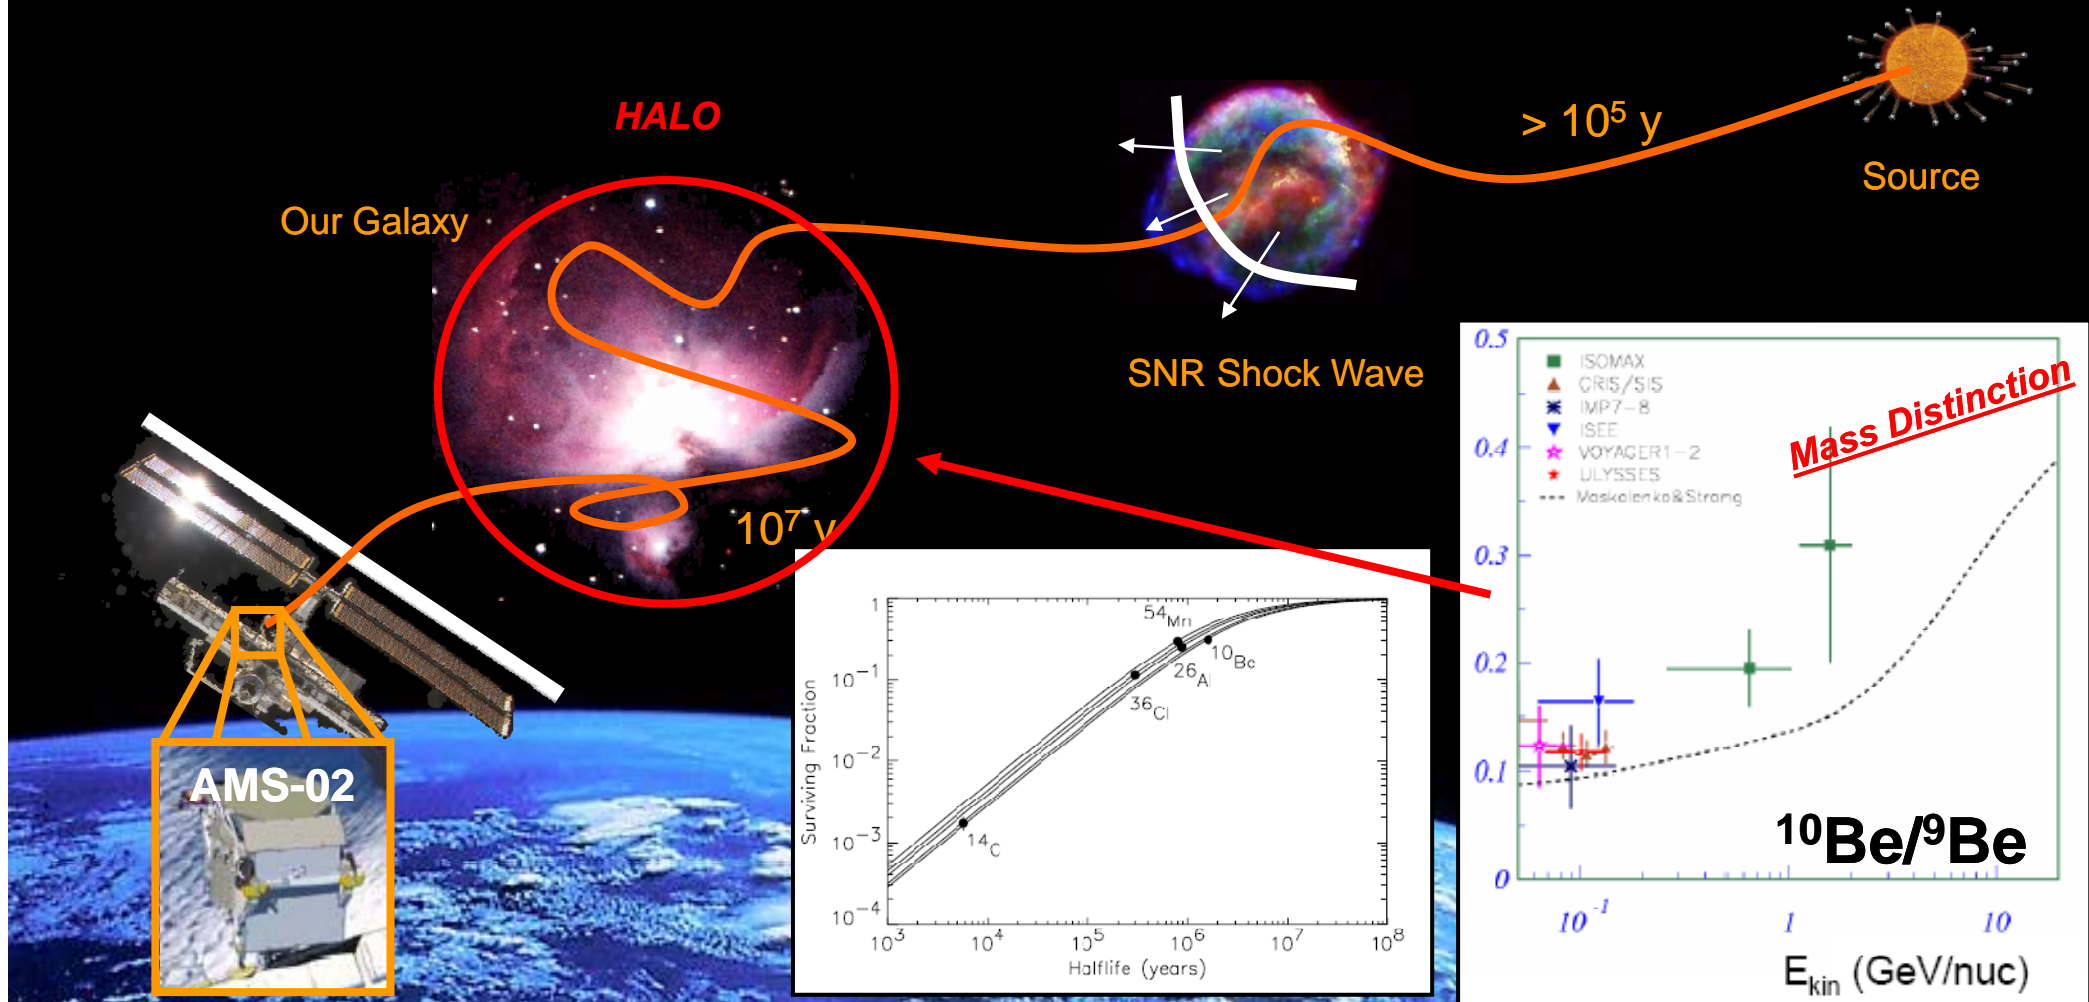 HALO
> 10⁵ y
Source
Our Galaxy
SNR Shock Wave
10⁷ y
AMS-02
1
10⁻¹
10⁻²
10⁻³
10⁻⁴
Surviving Fraction
⁵⁴Mn
¹⁰Be
²⁶Al
³⁶Cl
¹⁴C
10³ 10⁴ 10⁵ 10⁶ 10⁷ 10⁸
Halflife (years)
0.5
0.4
0.3
0.2
0.1
0
ISOMAX
CRIS/SIS
IMP7-8
ISEE
VOYAGER1-2
ULYSSES
Moskalenko&Strong
Mass Distinction
¹⁰Be/⁹Be
10⁻¹ 1 10
Eₖᵢₙ (GeV/nuc)